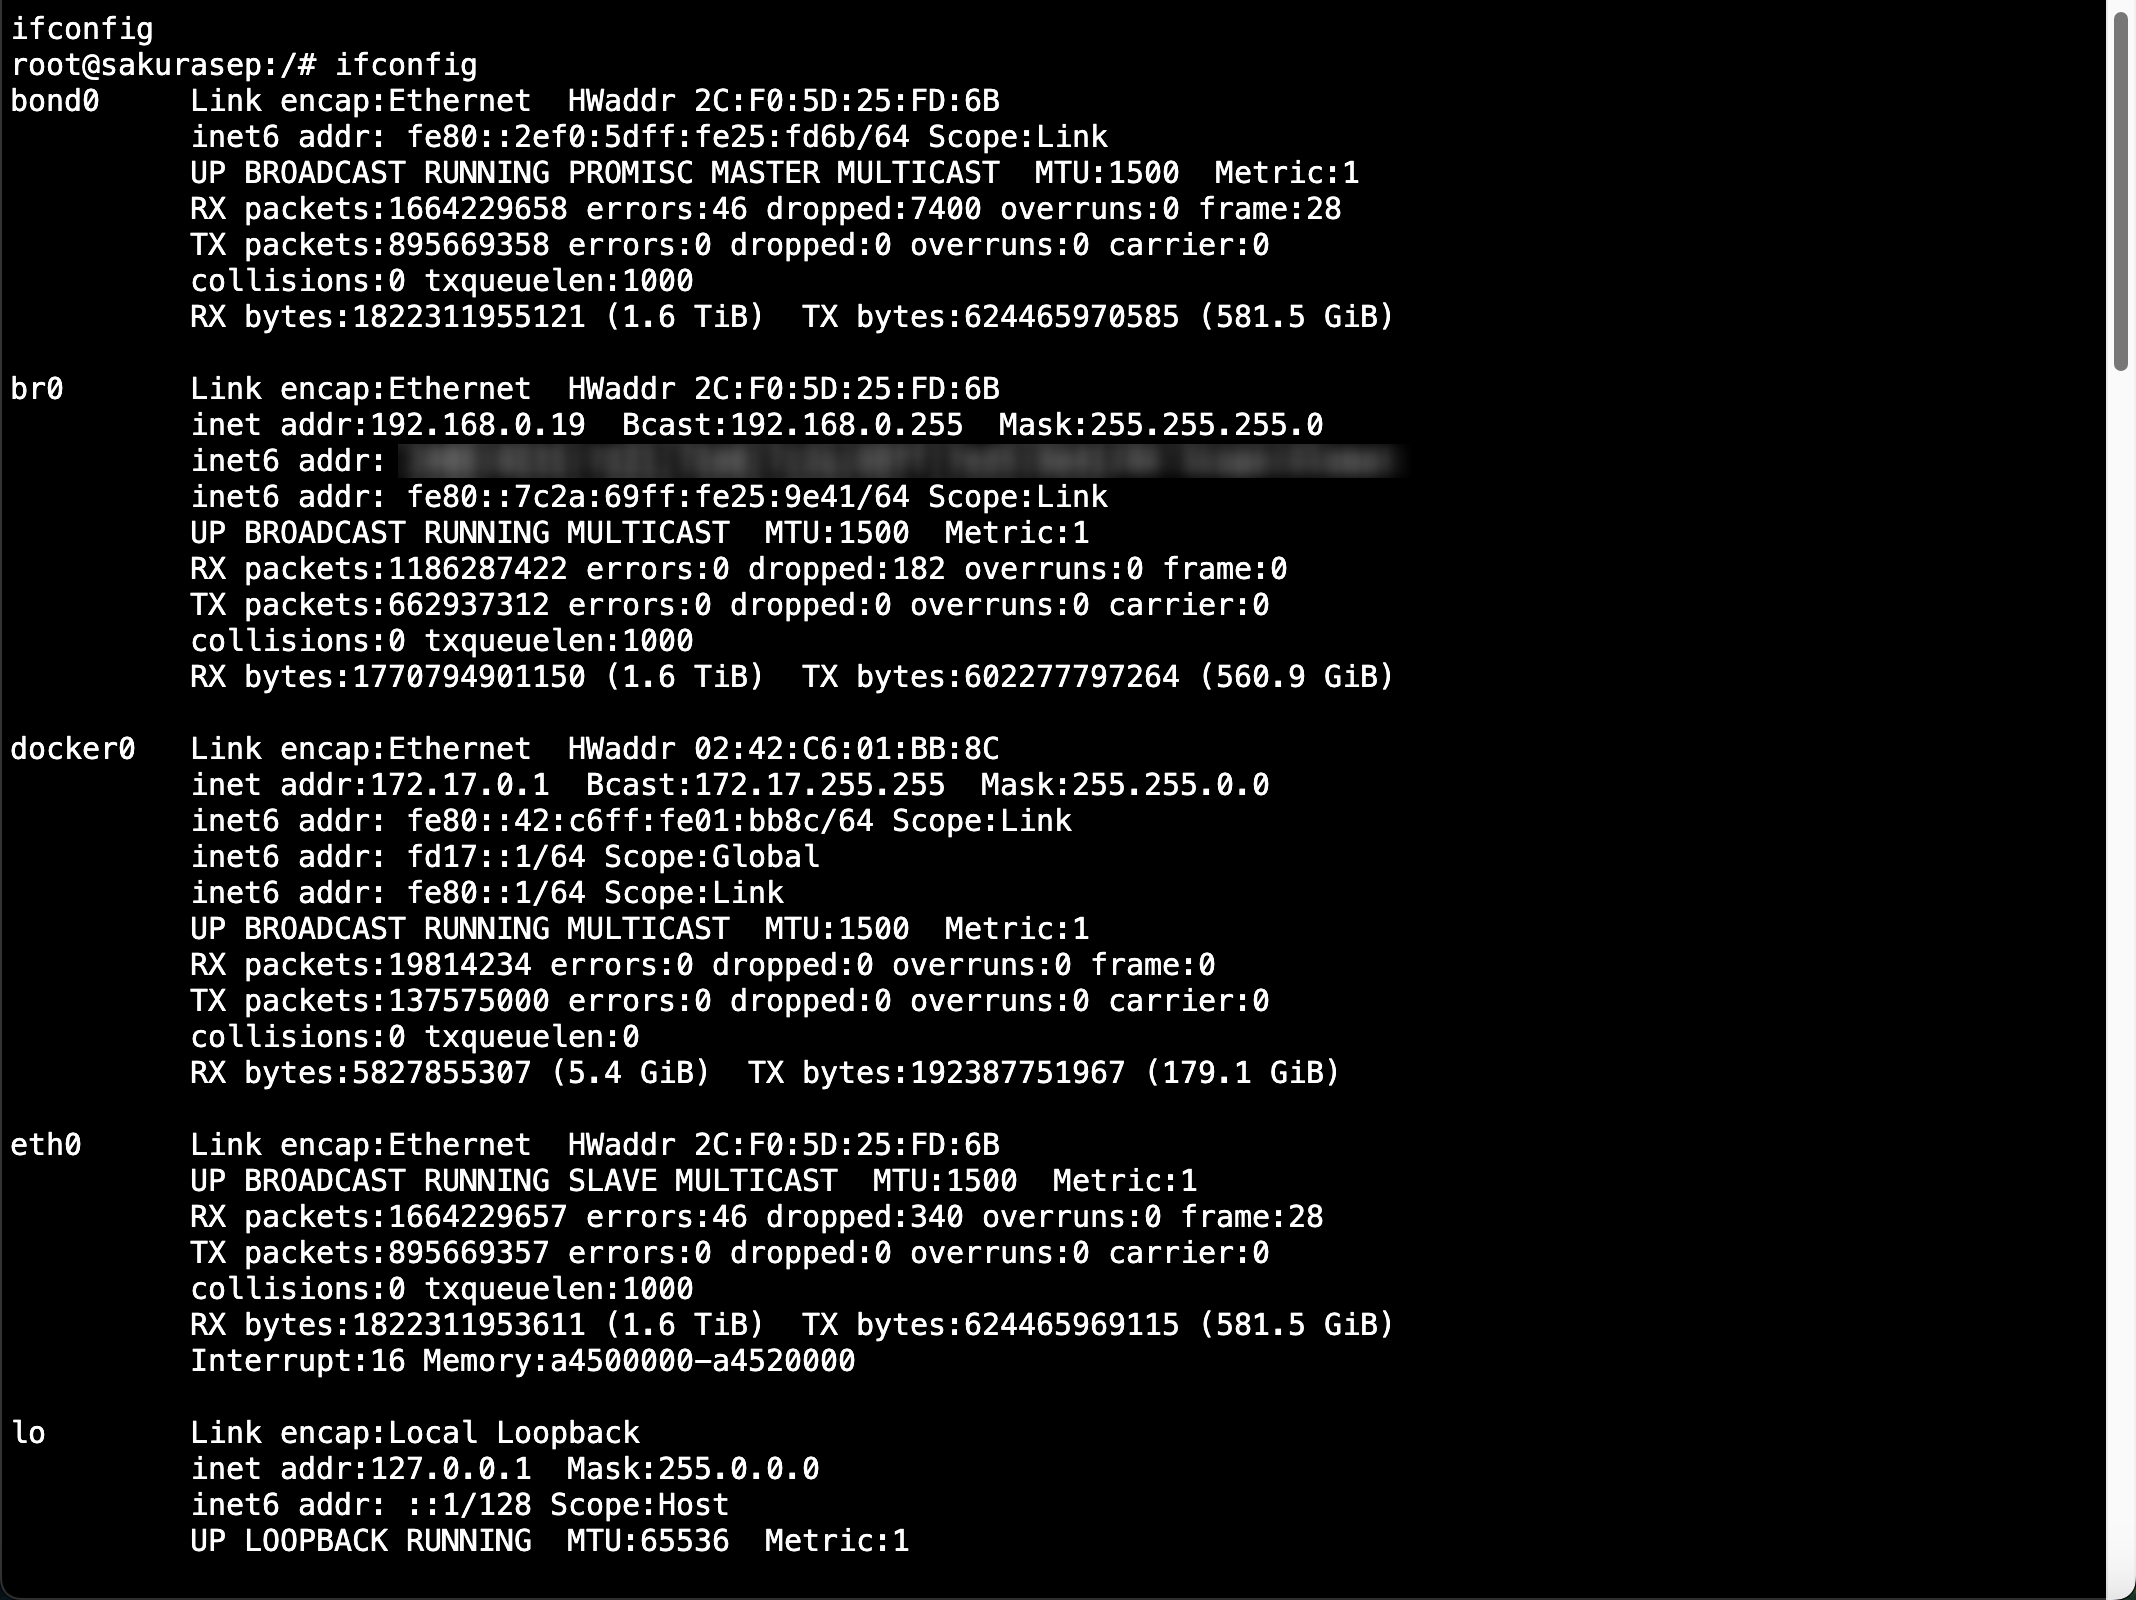 ifconfig
root@sakurasep:/# ifconfig
bond0     Link encap:Ethernet  HWaddr 2C:F0:5D:25:FD:6B
          inet6 addr: fe80::2ef0:5dff:fe25:fd6b/64 Scope:Link
          UP BROADCAST RUNNING PROMISC MASTER MULTICAST  MTU:1500  Metric:1
          RX packets:1664229658 errors:46 dropped:7400 overruns:0 frame:28
          TX packets:895669358 errors:0 dropped:0 overruns:0 carrier:0
          collisions:0 txqueuelen:1000
          RX bytes:1822311955121 (1.6 TiB)  TX bytes:624465970585 (581.5 GiB)

br0       Link encap:Ethernet  HWaddr 2C:F0:5D:25:FD:6B
          inet addr:192.168.0.19  Bcast:192.168.0.255  Mask:255.255.255.0
          inet6 addr:
          inet6 addr: fe80::7c2a:69ff:fe25:9e41/64 Scope:Link
          UP BROADCAST RUNNING MULTICAST  MTU:1500  Metric:1
          RX packets:1186287422 errors:0 dropped:182 overruns:0 frame:0
          TX packets:662937312 errors:0 dropped:0 overruns:0 carrier:0
          collisions:0 txqueuelen:1000
          RX bytes:1770794901150 (1.6 TiB)  TX bytes:602277797264 (560.9 GiB)

docker0   Link encap:Ethernet  HWaddr 02:42:C6:01:BB:8C
          inet addr:172.17.0.1  Bcast:172.17.255.255  Mask:255.255.0.0
          inet6 addr: fe80::42:c6ff:fe01:bb8c/64 Scope:Link
          inet6 addr: fd17::1/64 Scope:Global
          inet6 addr: fe80::1/64 Scope:Link
          UP BROADCAST RUNNING MULTICAST  MTU:1500  Metric:1
          RX packets:19814234 errors:0 dropped:0 overruns:0 frame:0
          TX packets:137575000 errors:0 dropped:0 overruns:0 carrier:0
          collisions:0 txqueuelen:0
          RX bytes:5827855307 (5.4 GiB)  TX bytes:192387751967 (179.1 GiB)

eth0      Link encap:Ethernet  HWaddr 2C:F0:5D:25:FD:6B
          UP BROADCAST RUNNING SLAVE MULTICAST  MTU:1500  Metric:1
          RX packets:1664229657 errors:46 dropped:340 overruns:0 frame:28
          TX packets:895669357 errors:0 dropped:0 overruns:0 carrier:0
          collisions:0 txqueuelen:1000
          RX bytes:1822311953611 (1.6 TiB)  TX bytes:624465969115 (581.5 GiB)
          Interrupt:16 Memory:a4500000-a4520000

lo        Link encap:Local Loopback
          inet addr:127.0.0.1  Mask:255.0.0.0
          inet6 addr: ::1/128 Scope:Host
          UP LOOPBACK RUNNING  MTU:65536  Metric:1